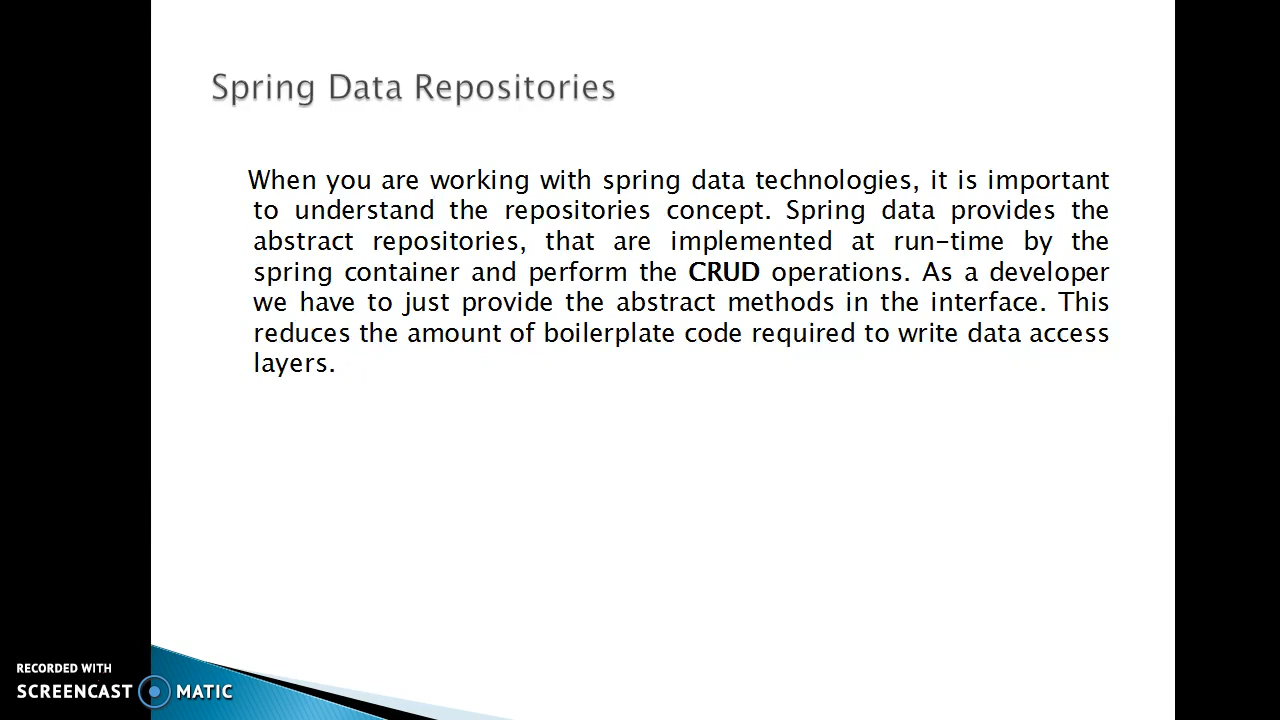 Spring Data Repositories
When you are working with spring data technologies, it is important
to understand the repositories concept. Spring data provides the
abstract repositories, that are implemented at run-time by the
spring container and perform the CRUD operations. As a developer
we have to just provide the abstract methods in the interface. This
reduces the amount of boilerplate code required to write data access
layers.
RECORDED WITH
SCREENCAST MATIC